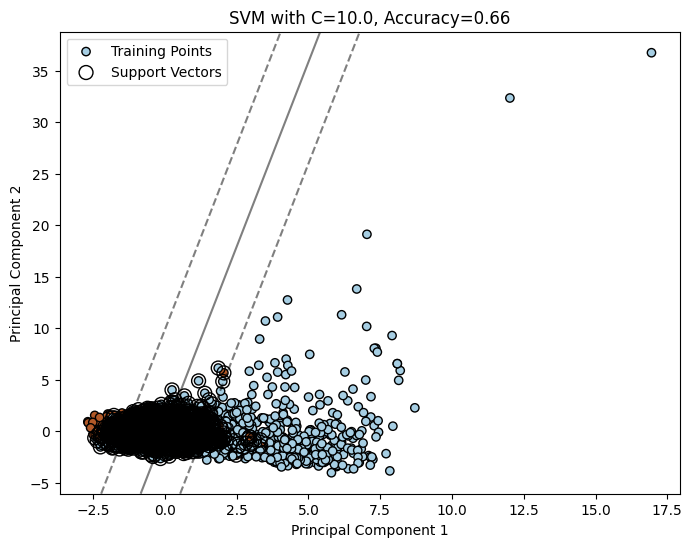 SVM with C=10.0, Accuracy=0.66
Training Points
Support Vectors
35
30
25
20
15
10
5
0
−5
Principal Component 2
−2.5 0.0 2.5 5.0 7.5 10.0 12.5 15.0 17.5
Principal Component 1